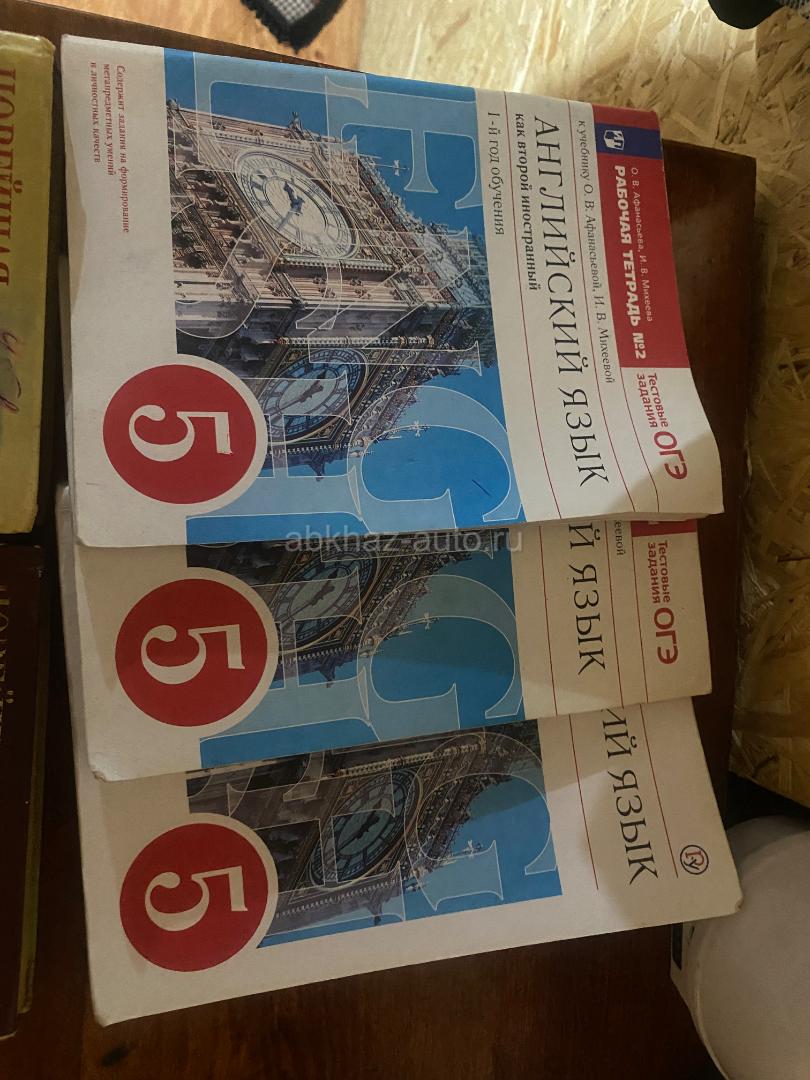 О. В. Афанасьева, И. В. Михеева
РАБОЧАЯ ТЕТРАДЬ №2
Тестовые
задания ОГЭ
к учебнику О. В. Афанасьевой, И. В. Михеевой
АНГЛИЙСКИЙ ЯЗЫК
как второй иностранный
1-й год обучения
Содержит задания на формирование
метапредметных умений
и личностных качеств
5
Тестовые
задания ОГЭ
еевой
Й ЯЗЫК
5
ИЙ ЯЗЫК
5
abkhaz-auto.ru